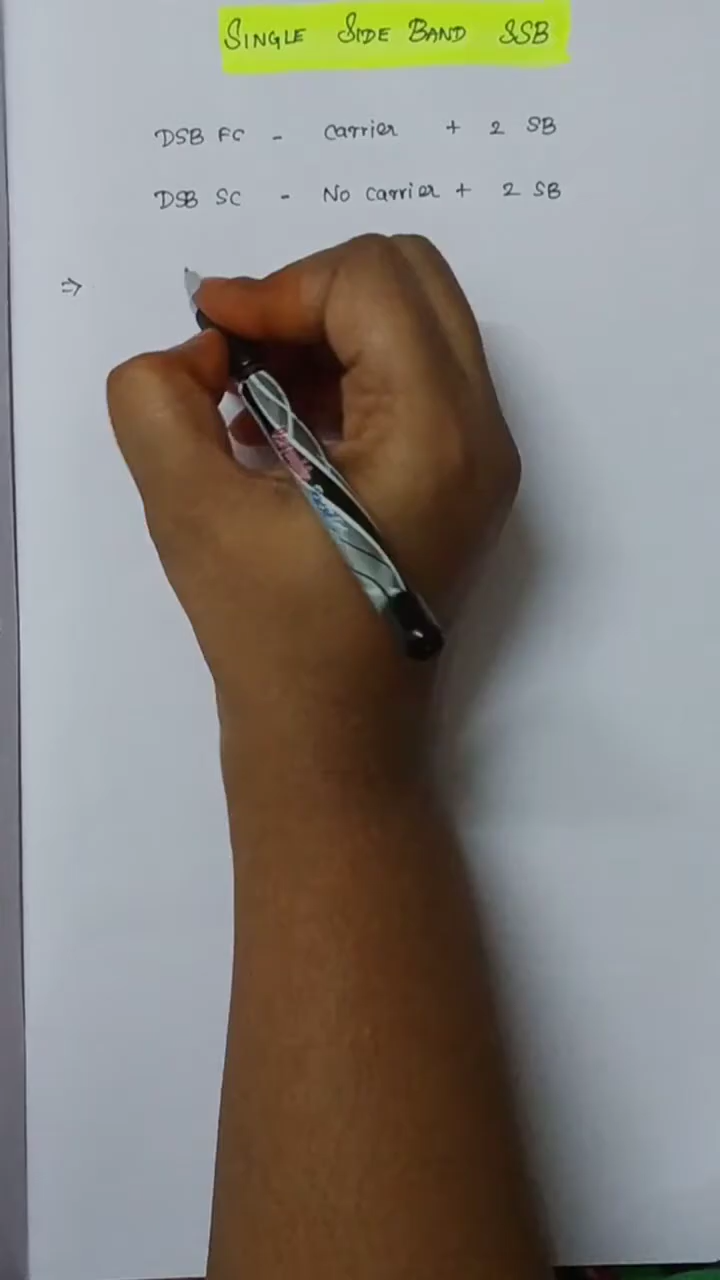 SINGLE SIDE BAND SSB
DSB FC - carrier + 2 SB
DSB SC - No carrier + 2 SB
⇒